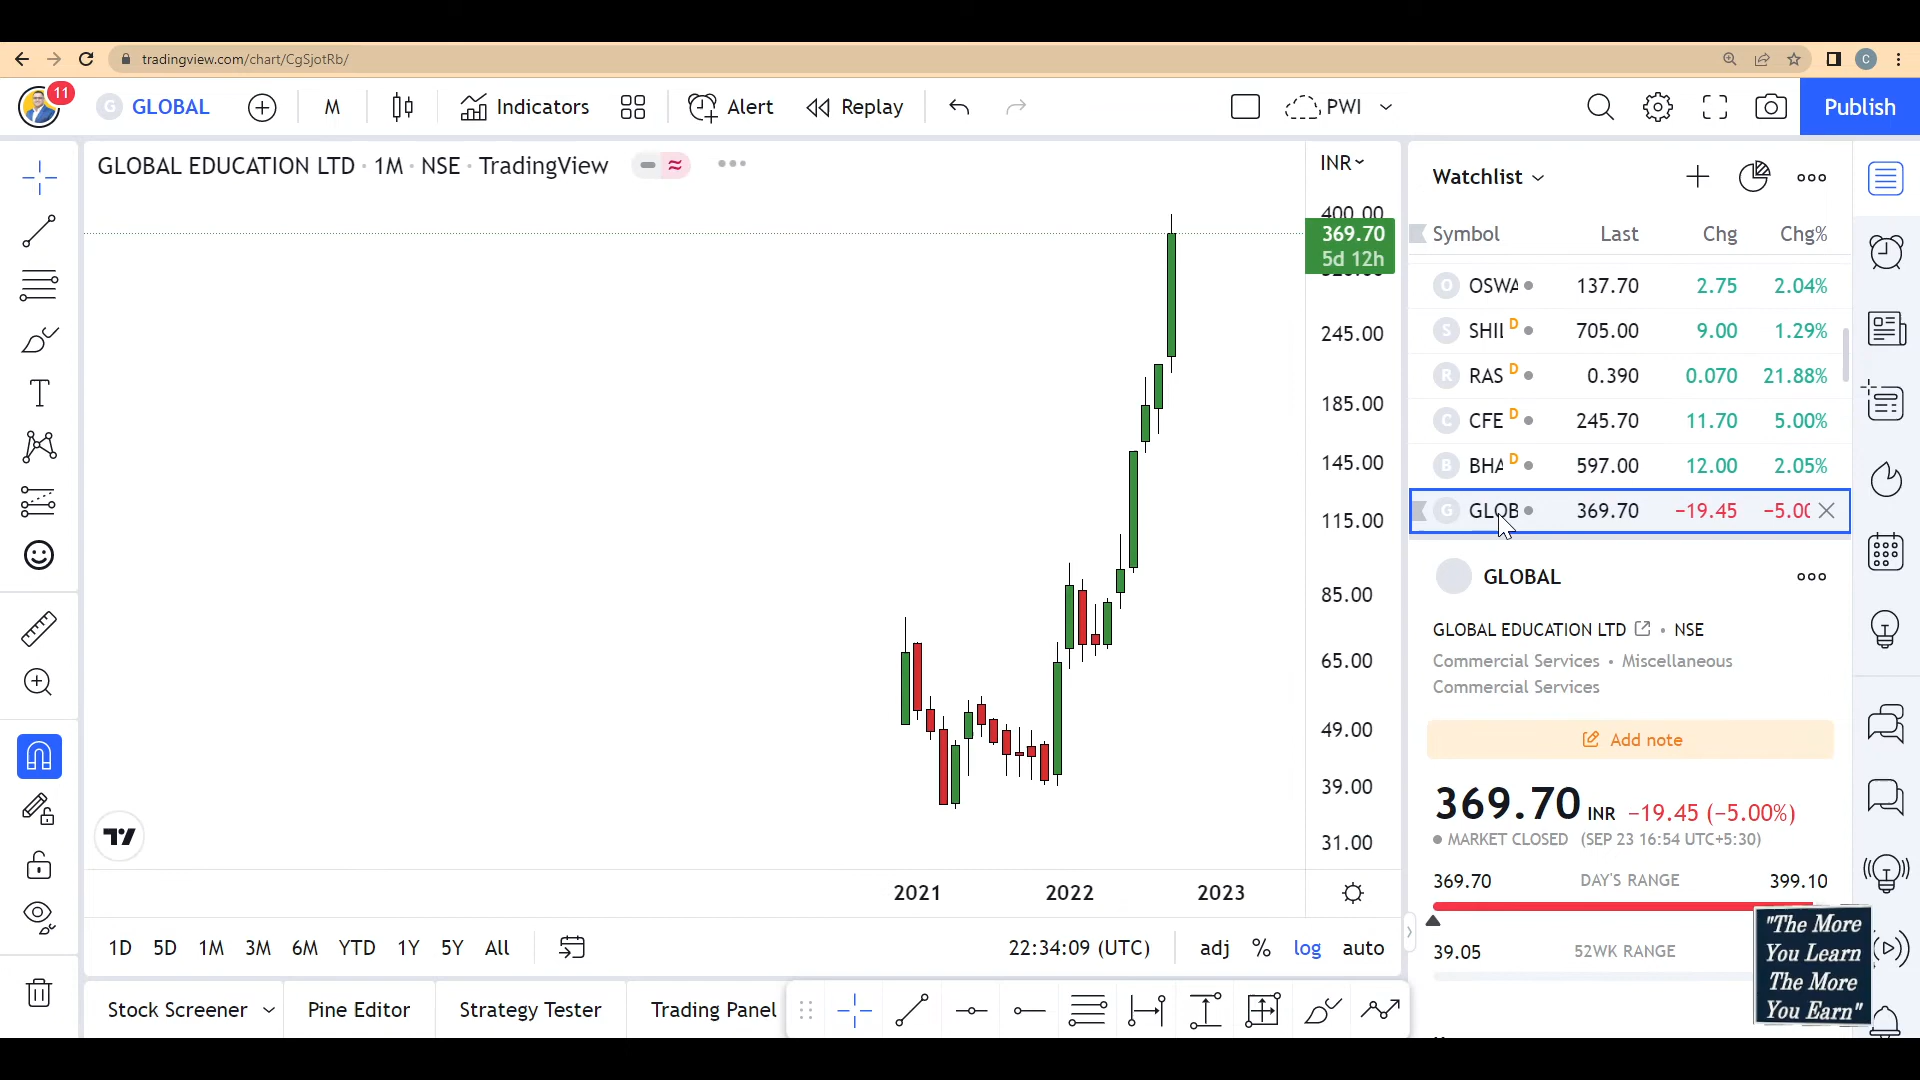 tradingview.com/chart/CgSjotRb/
C
11
G GLOBAL M Indicators Alert Replay PWI Publish
GLOBAL EDUCATION LTD · 1M · NSE · TradingView
INR
400.00
369.70
5d 12h
245.00
185.00
145.00
115.00
85.00
65.00
49.00
39.00
31.00
2021 2022 2023
1D 5D 1M 3M 6M YTD 1Y 5Y All 22:34:09 (UTC) adj % log auto
Stock Screener Pine Editor Strategy Tester Trading Panel
Watchlist
Symbol Last Chg Chg%
O OSWA 137.70 2.75 2.04%
S SHIL D 705.00 9.00 1.29%
R RAS D 0.390 0.070 21.88%
C CFE D 245.70 11.70 5.00%
B BHA D 597.00 12.00 2.05%
G GLOB 369.70 −19.45 −5.00
GLOBAL
GLOBAL EDUCATION LTD • NSE
Commercial Services • Miscellaneous
Commercial Services
Add note
369.70 INR −19.45 (−5.00%)
MARKET CLOSED (SEP 23 16:54 UTC+5:30)
369.70 DAY'S RANGE 399.10
39.05 52WK RANGE
"The More
You Learn
The More
You Earn"